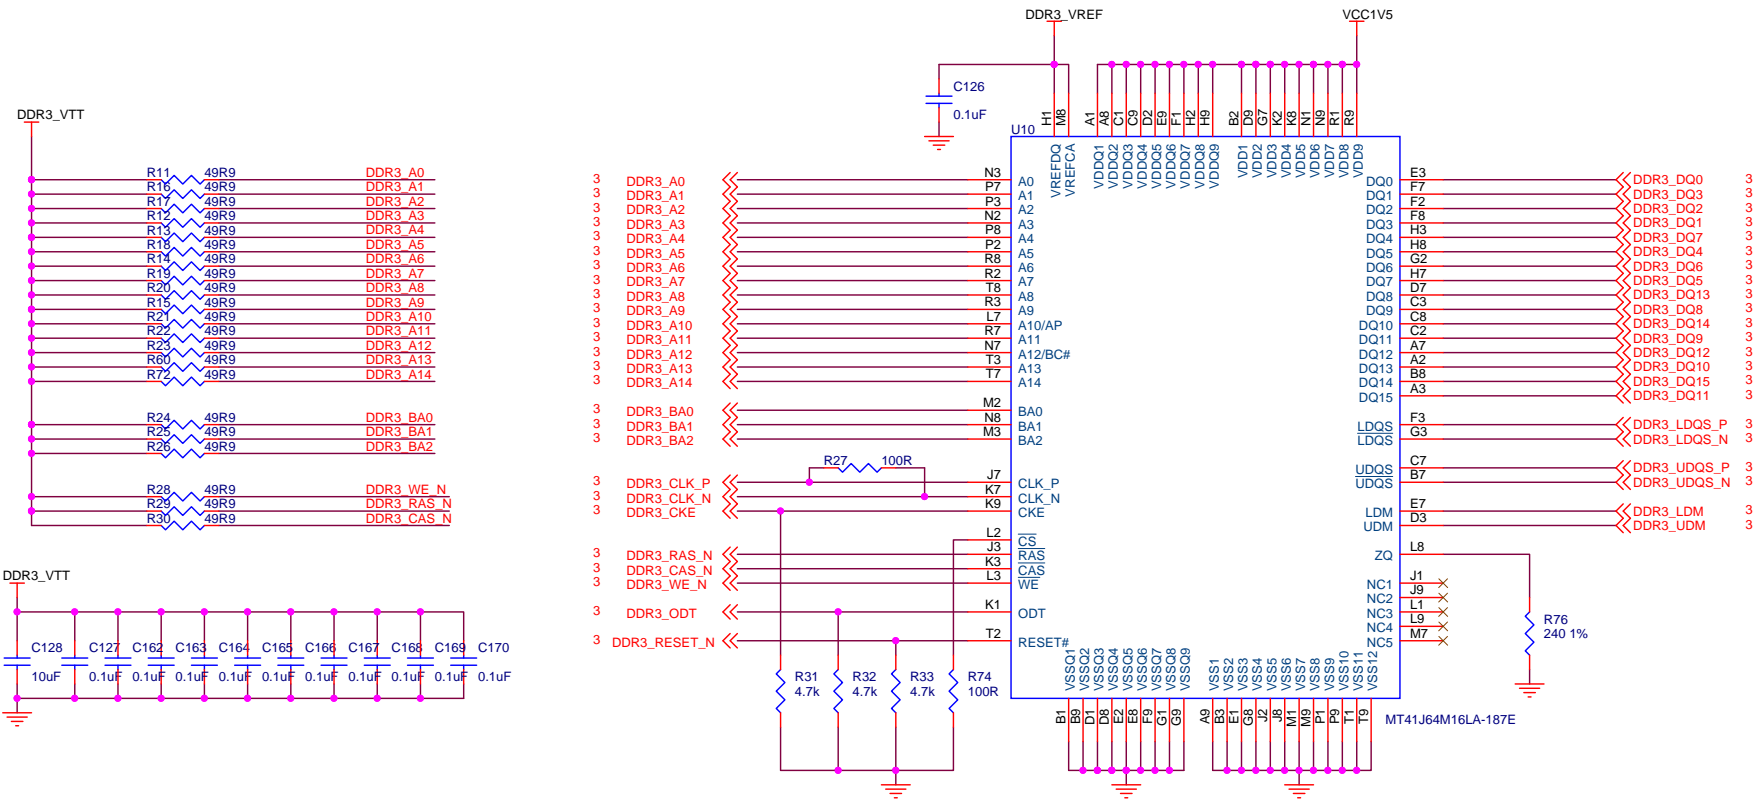 DDR3_VREF VCC1V5
C126
0.1uF
DDR3_VTT
R11 49R9 DDR3_A0
R16 49R9 DDR3_A1
R17 49R9 DDR3_A2
R12 49R9 DDR3_A3
R13 49R9 DDR3_A4
R18 49R9 DDR3_A5
R14 49R9 DDR3_A6
R19 49R9 DDR3_A7
R20 49R9 DDR3_A8
R15 49R9 DDR3_A9
R21 49R9 DDR3_A10
R22 49R9 DDR3_A11
R23 49R9 DDR3_A12
R60 49R9 DDR3_A13
R72 49R9 DDR3_A14
R24 49R9 DDR3_BA0
R25 49R9 DDR3_BA1
R26 49R9 DDR3_BA2
R28 49R9 DDR3_WE_N
R29 49R9 DDR3_RAS_N
R30 49R9 DDR3_CAS_N
DDR3_VTT
C128 C127 C162 C163 C164 C165 C166 C167 C168 C169 C170
10uF 0.1uF 0.1uF 0.1uF 0.1uF 0.1uF 0.1uF 0.1uF 0.1uF 0.1uF 0.1uF
U10
H1 M8 A1 A8 C1 C9 D2 E9 F1 H2 H9 B2 D9 G7 K2 K8 N1 N9 R1 R9
VREFDQ VREFCA VDDQ1 VDDQ2 VDDQ3 VDDQ4 VDDQ5 VDDQ6 VDDQ7 VDDQ8 VDDQ9 VDD1 VDD2 VDD3 VDD4 VDD5 VDD6 VDD7 VDD8 VDD9
3 DDR3_A0 N3 A0
3 DDR3_A1 P7 A1
3 DDR3_A2 P3 A2
3 DDR3_A3 N2 A3
3 DDR3_A4 P8 A4
3 DDR3_A5 P2 A5
3 DDR3_A6 R8 A6
3 DDR3_A7 R2 A7
3 DDR3_A8 T8 A8
3 DDR3_A9 R3 A9
3 DDR3_A10 L7 A10/AP
3 DDR3_A11 R7 A11
3 DDR3_A12 N7 A12/BC#
3 DDR3_A13 T3 A13
3 DDR3_A14 T7 A14
3 DDR3_BA0 M2 BA0
3 DDR3_BA1 N8 BA1
3 DDR3_BA2 M3 BA2
R27 100R
3 DDR3_CLK_P J7 CLK_P
3 DDR3_CLK_N K7 CLK_N
3 DDR3_CKE K9 CKE
L2 CS
3 DDR3_RAS_N J3 RAS
3 DDR3_CAS_N K3 CAS
3 DDR3_WE_N L3 WE
3 DDR3_ODT K1 ODT
3 DDR3_RESET_N T2 RESET#
R31 R32 R33 R74
4.7k 4.7k 4.7k 100R
DQ0 E3 DDR3_DQ0 3
DQ1 F7 DDR3_DQ3 3
DQ2 F2 DDR3_DQ2 3
DQ3 F8 DDR3_DQ1 3
DQ4 H3 DDR3_DQ7 3
DQ5 H8 DDR3_DQ4 3
DQ6 G2 DDR3_DQ6 3
DQ7 H7 DDR3_DQ5 3
DQ8 D7 DDR3_DQ13 3
DQ9 C3 DDR3_DQ8 3
DQ10 C8 DDR3_DQ14 3
DQ11 C2 DDR3_DQ9 3
DQ12 A7 DDR3_DQ12 3
DQ13 A2 DDR3_DQ10 3
DQ14 B8 DDR3_DQ15 3
DQ15 A3 DDR3_DQ11 3
LDQS F3 DDR3_LDQS_P 3
LDQS G3 DDR3_LDQS_N 3
UDQS C7 DDR3_UDQS_P 3
UDQS B7 DDR3_UDQS_N 3
LDM E7 DDR3_LDM 3
UDM D3 DDR3_UDM 3
ZQ L8
NC1 J1
NC2 J9
NC3 L1
NC4 L9
NC5 M7
R76
240 1%
VSSQ1 VSSQ2 VSSQ3 VSSQ4 VSSQ5 VSSQ6 VSSQ7 VSSQ8 VSSQ9 VSS1 VSS2 VSS3 VSS4 VSS5 VSS6 VSS7 VSS8 VSS9 VSS10 VSS11 VSS12
B1 B9 D1 D8 E2 E8 F9 G1 G9 A9 B3 E1 G8 J2 J8 M1 M9 P1 P9 T1 T9
MT41J64M16LA-187E